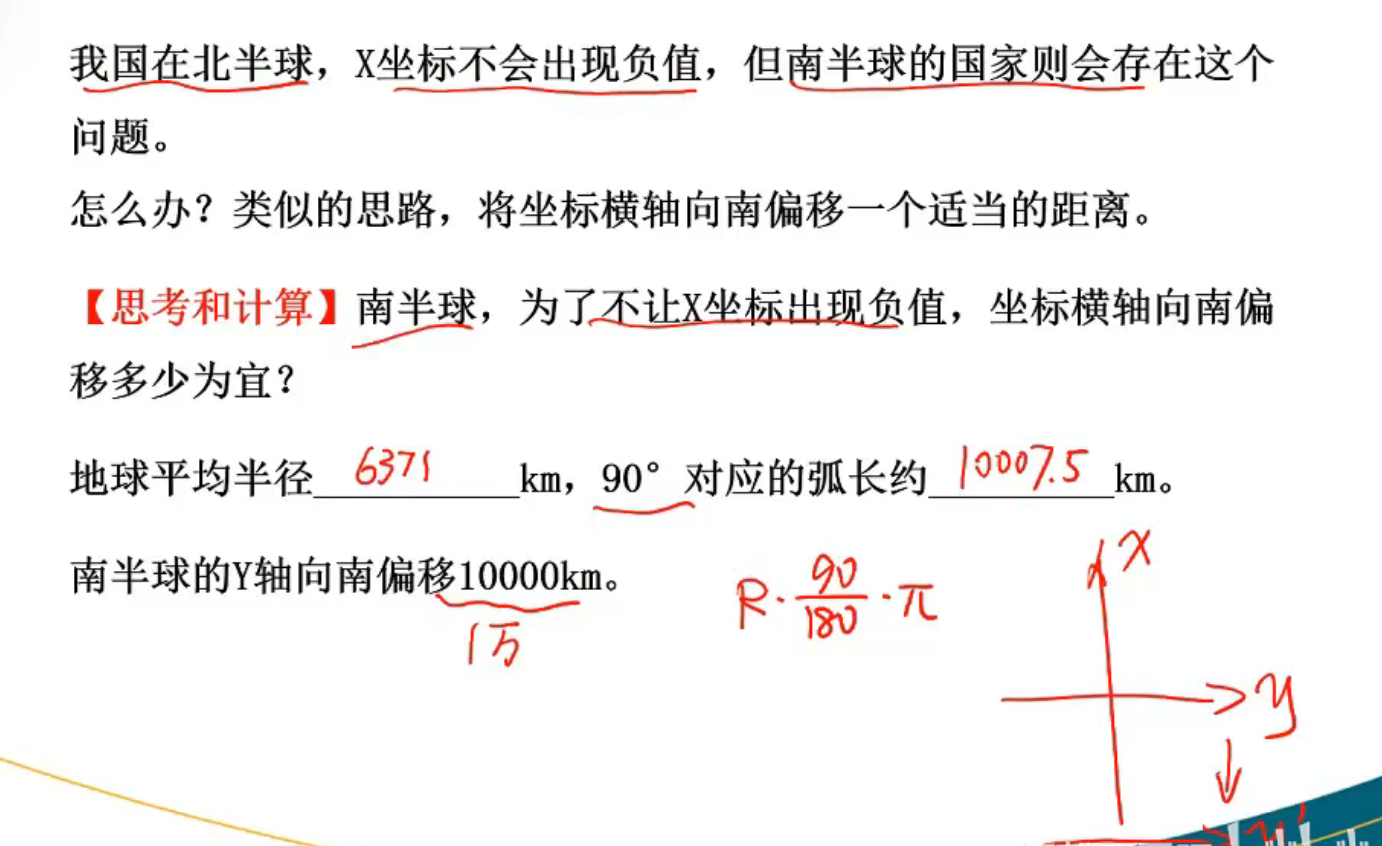 我国在北半球，X坐标不会出现负值，但南半球的国家则会存在这个
问题。
怎么办？类似的思路，将坐标横轴向南偏移一个适当的距离。
【思考和计算】南半球，为了不让X坐标出现负值，坐标横轴向南偏
移多少为宜？
地球平均半径 6371 km，90°对应的弧长约 10007.5 km。
南半球的Y轴向南偏移10000km。
1万
R·90/180·π
x
y
y'